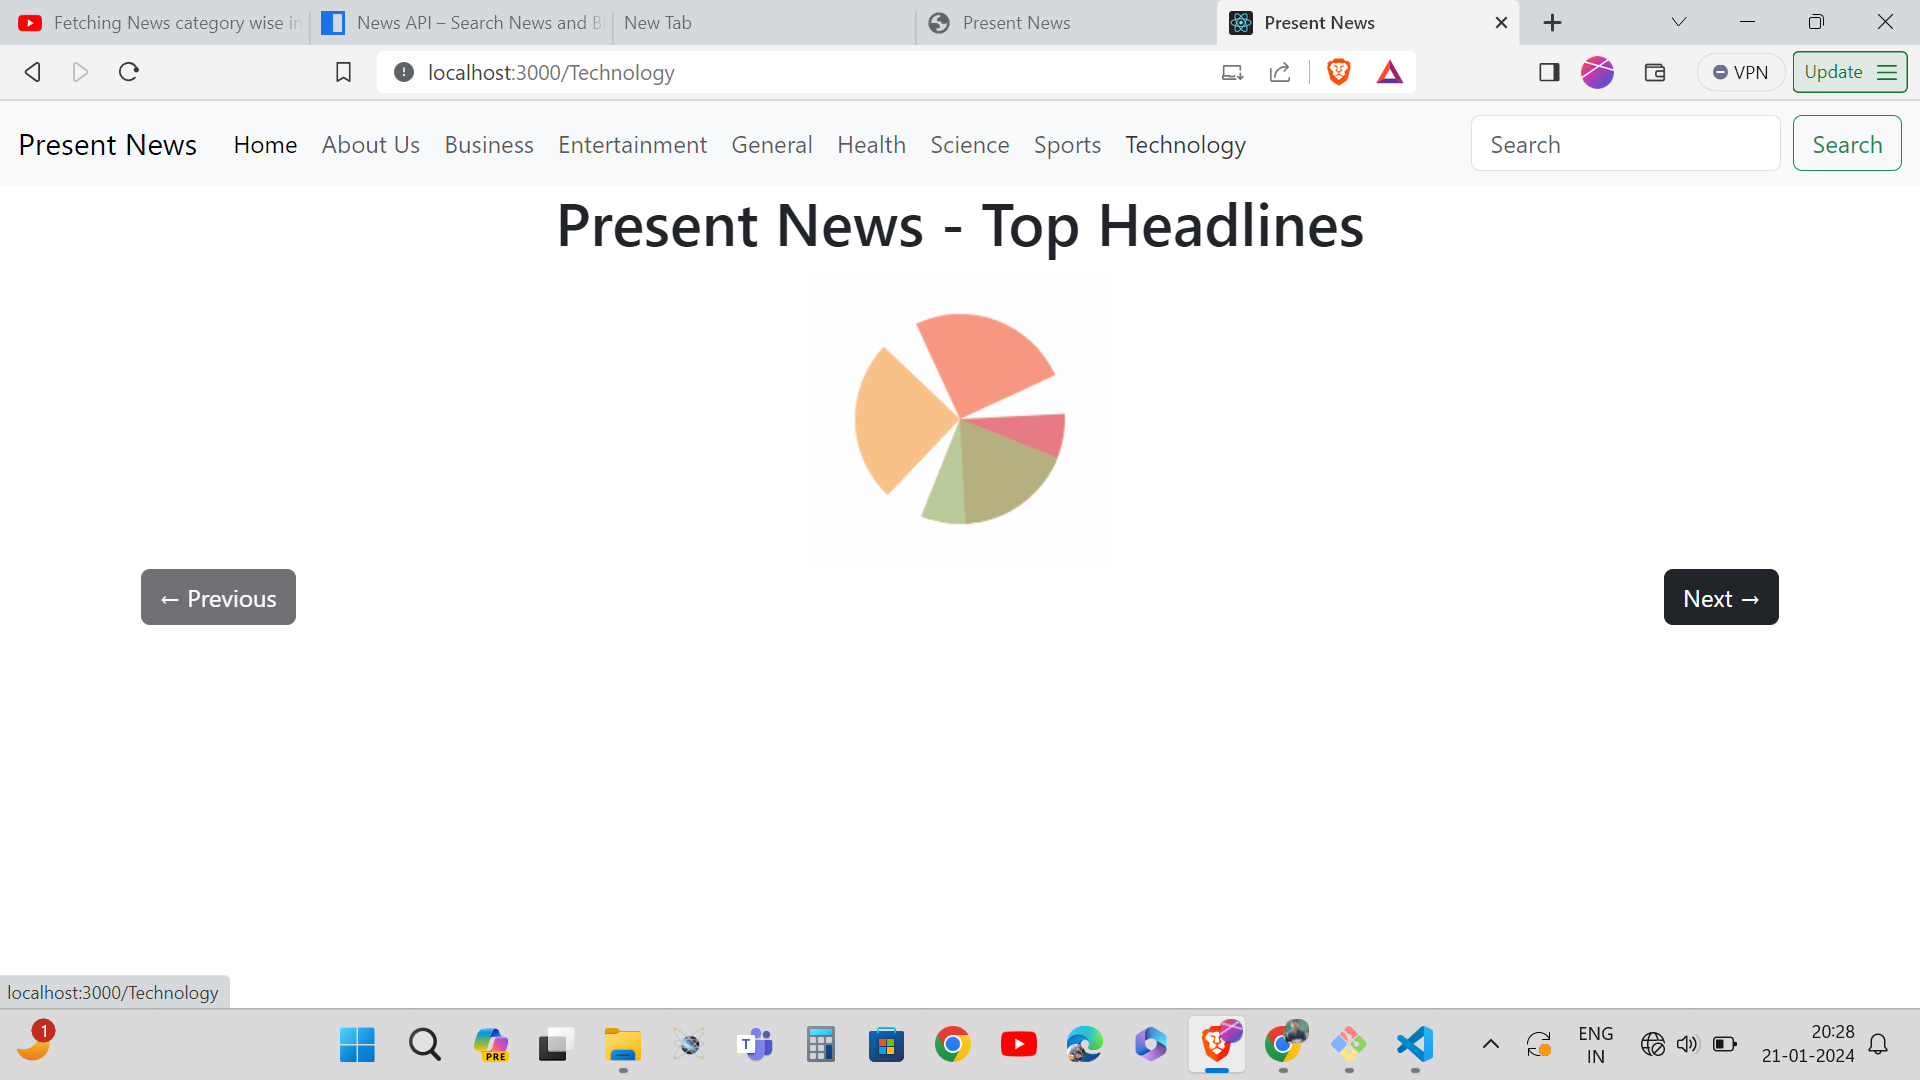 Fetching News category wise in
News API – Search News and B
New Tab
Present News
Present News
localhost:3000/Technology
VPN
Update
Present News
Home
About Us
Business
Entertainment
General
Health
Science
Sports
Technology
Search
Search
Present News - Top Headlines
← Previous
Next →
localhost:3000/Technology
1
PRE
T
ENG
IN
20:28
21-01-2024